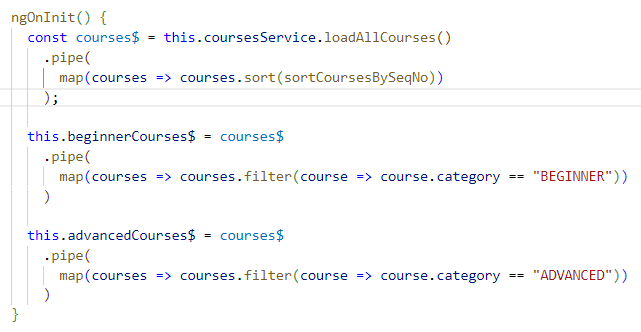 ngOnInit() {
const courses$ = this.coursesService.loadAllCourses()
.pipe(
map(courses => courses.sort(sortCoursesBySeqNo))
);
this.beginnerCourses$ = courses$
.pipe(
map(courses => courses.filter(course => course.category == "BEGINNER"))
)
this.advancedCourses$ = courses$
.pipe(
map(courses => courses.filter(course => course.category == "ADVANCED"))
)
}